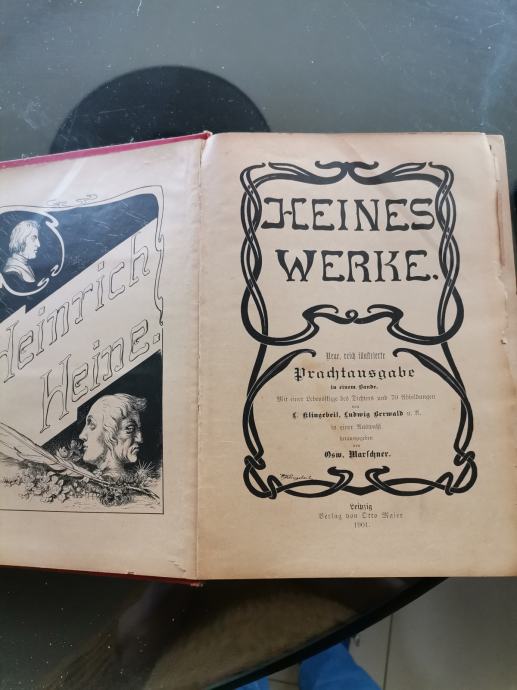 Heinrich
Heine.
HEINES
WERKE.
Neue, reich illustrierte
Prachtausgabe
in einem Bande.
Mit einer Lebensskizze des Dichters und 70 Abbildungen
von
L. Klingebeil, Ludwig Berwald u. A.
in einer Auswahl
herausgegeben
von
Osw. Marschner.
Leipzig
Verlag von Otto Maier
1901.